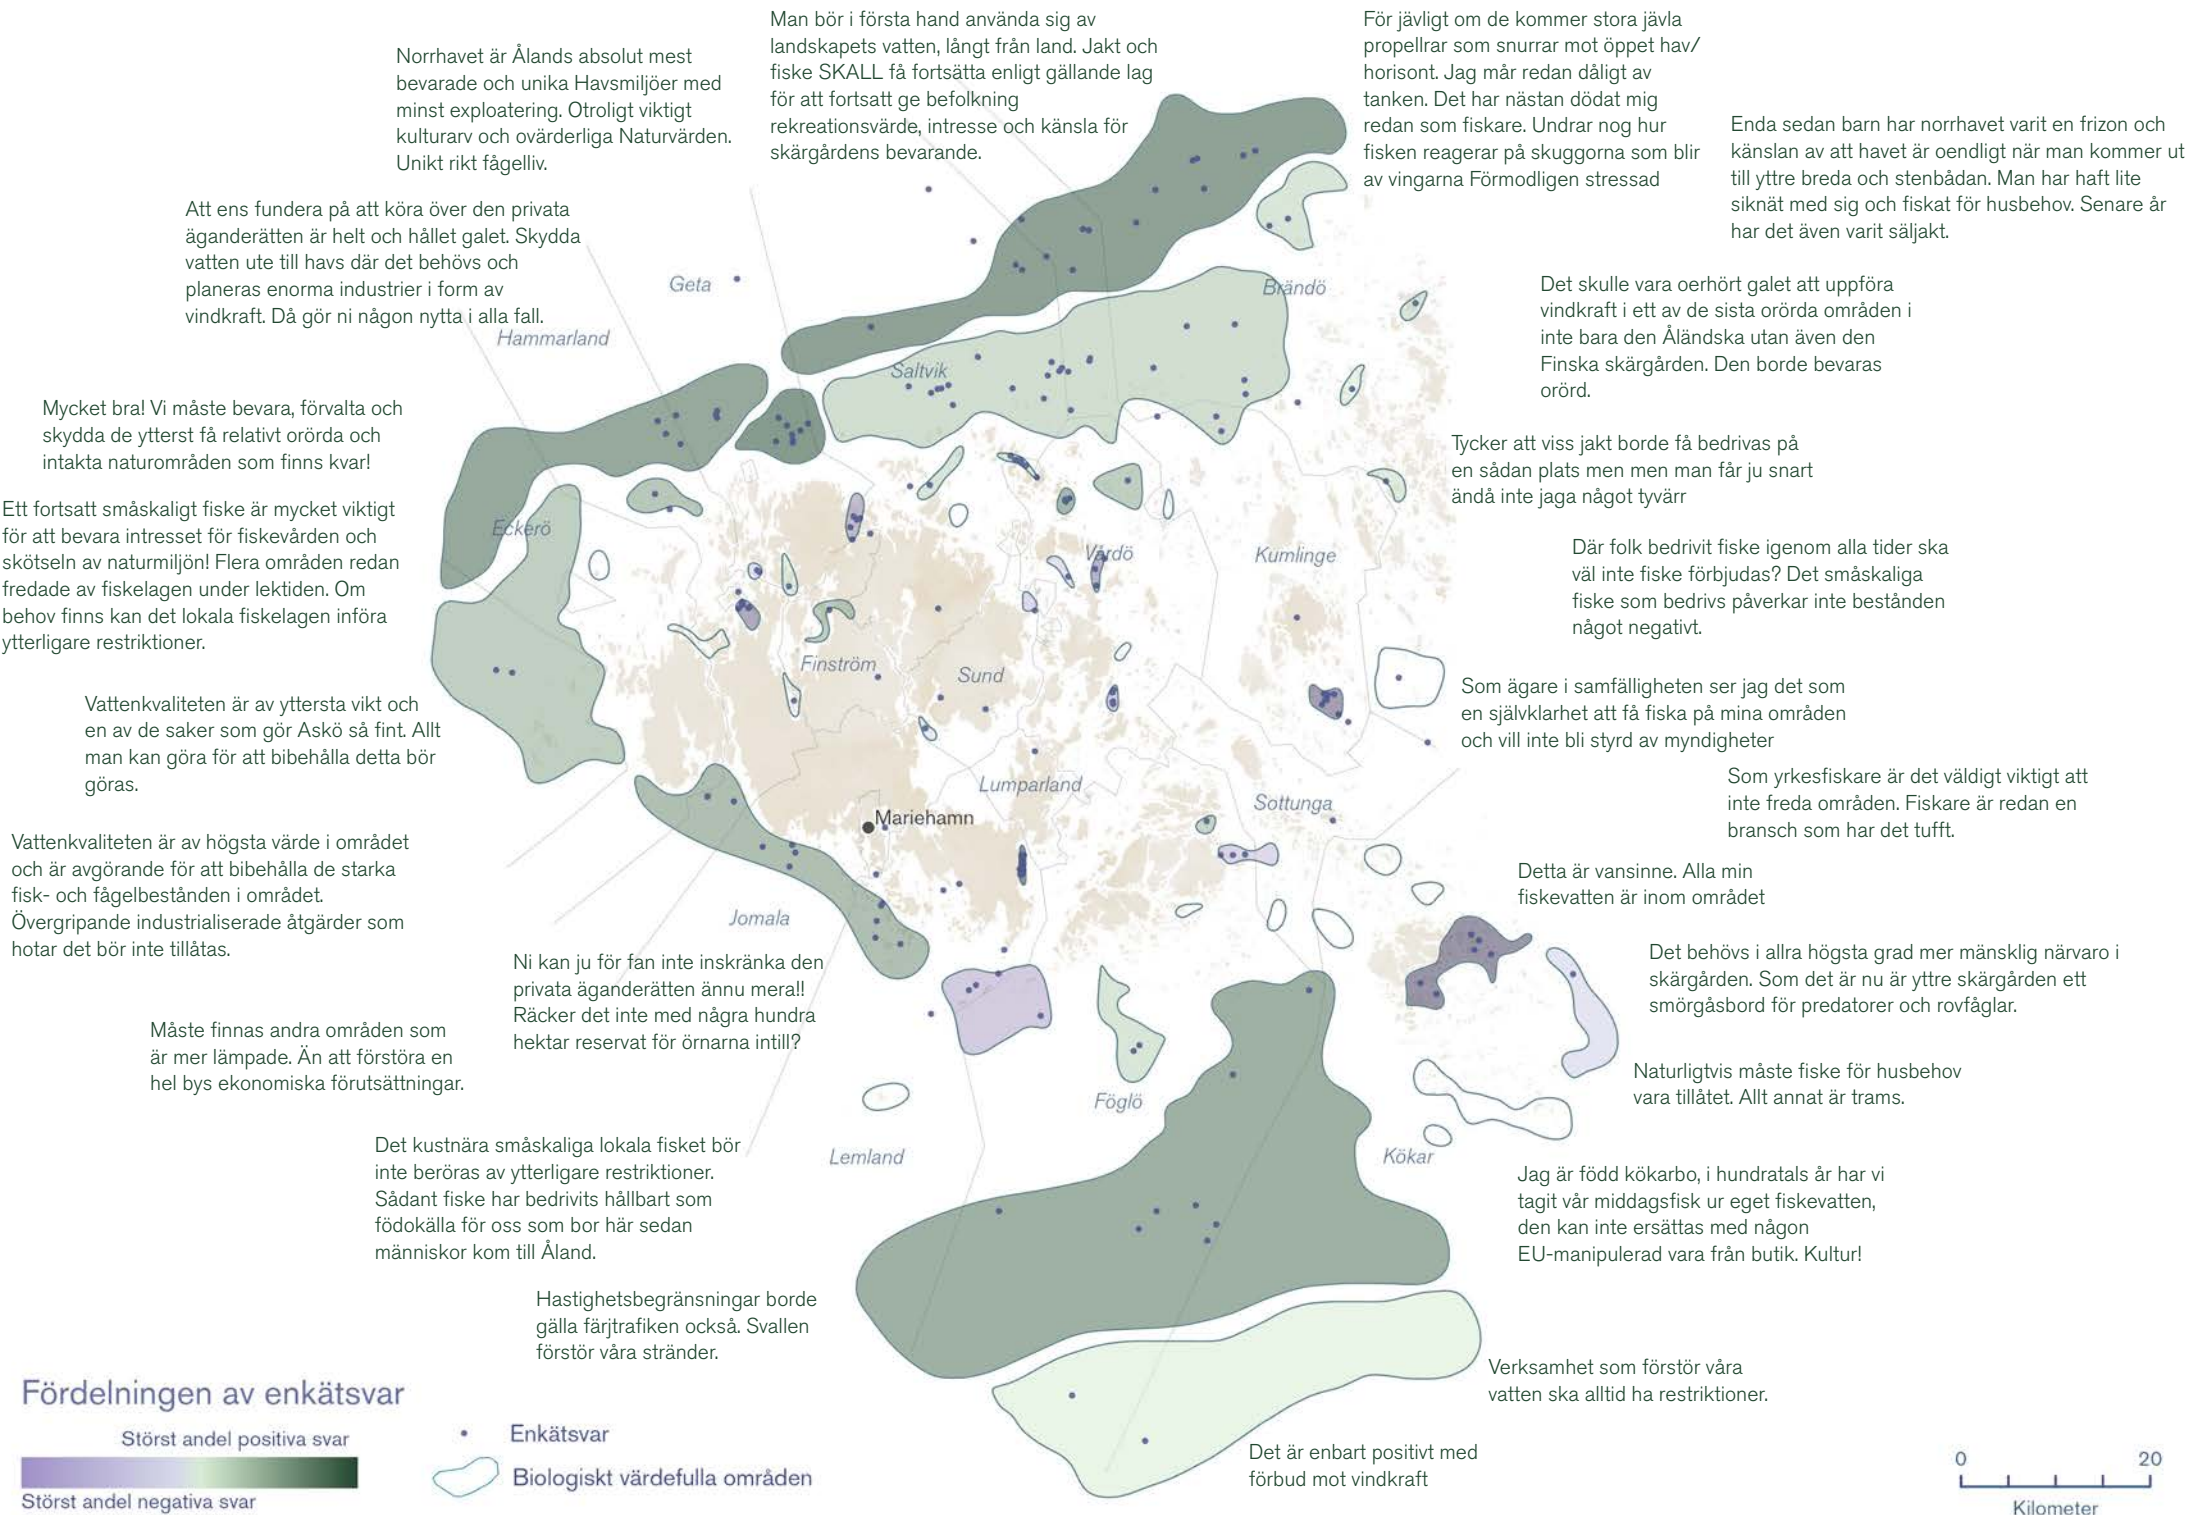 Man bör i första hand använda sig av
landskapets vatten, långt från land. Jakt och
fiske SKALL få fortsätta enligt gällande lag
för att fortsatt ge befolkning
rekreationsvärde, intresse och känsla för
skärgårdens bevarande.
För jävligt om de kommer stora jävla
propellrar som snurrar mot öppet hav/
horisont. Jag mår redan dåligt av
tanken. Det har nästan dödat mig
redan som fiskare. Undrar nog hur
fisken reagerar på skuggorna som blir
av vingarna Förmodligen stressad
Norrhavet är Ålands absolut mest
bevarade och unika Havsmiljöer med
minst exploatering. Otroligt viktigt
kulturarv och ovärderliga Naturvärden.
Unikt rikt fågelliv.
Enda sedan barn har norrhavet varit en frizon och
känslan av att havet är oendligt när man kommer ut
till yttre breda och stenbådan. Man har haft lite
siknät med sig och fiskat för husbehov. Senare år
har det även varit säljakt.
Att ens fundera på att köra över den privata
äganderätten är helt och hållet galet. Skydda
vatten ute till havs där det behövs och
planeras enorma industrier i form av
vindkraft. Då gör ni någon nytta i alla fall.
Geta
Hammarland
Brändö
Saltvik
Det skulle vara oerhört galet att uppföra
vindkraft i ett av de sista orörda områden i
inte bara den Åländska utan även den
Finska skärgården. Den borde bevaras
orörd.
Mycket bra! Vi måste bevara, förvalta och
skydda de ytterst få relativt orörda och
intakta naturområden som finns kvar!
Tycker att viss jakt borde få bedrivas på
en sådan plats men men man får ju snart
ändå inte jaga något tyvärr
Ett fortsatt småskaligt fiske är mycket viktigt
för att bevara intresset för fiskevården och
skötseln av naturmiljön! Flera områden redan
fredade av fiskelagen under lektiden. Om
behov finns kan det lokala fiskelagen införa
ytterligare restriktioner.
Eckerö
Vårdö
Kumlinge
Där folk bedrivit fiske igenom alla tider ska
väl inte fiske förbjudas? Det småskaliga
fiske som bedrivs påverkar inte bestånden
något negativt.
Finström
Sund
Vattenkvaliteten är av yttersta vikt och
en av de saker som gör Askö så fint. Allt
man kan göra för att bibehålla detta bör
göras.
Som ägare i samfälligheten ser jag det som
en självklarhet att få fiska på mina områden
och vill inte bli styrd av myndigheter
Lumparland
Sottunga
Mariehamn
Som yrkesfiskare är det väldigt viktigt att
inte freda områden. Fiskare är redan en
bransch som har det tufft.
Vattenkvaliteten är av högsta värde i området
och är avgörande för att bibehålla de starka
fisk- och fågelbestånden i området.
Övergripande industrialiserade åtgärder som
hotar det bör inte tillåtas.
Detta är vansinne. Alla min
fiskevatten är inom området
Jomala
Ni kan ju för fan inte inskränka den
privata äganderätten ännu mera!!
Räcker det inte med några hundra
hektar reservat för örnarna intill?
Det behövs i allra högsta grad mer mänsklig närvaro i
skärgården. Som det är nu är yttre skärgården ett
smörgåsbord för predatorer och rovfåglar.
Måste finnas andra områden som
är mer lämpade. Än att förstöra en
hel bys ekonomiska förutsättningar.
Naturligtvis måste fiske för husbehov
vara tillåtet. Allt annat är trams.
Föglö
Lemland
Kökar
Det kustnära småskaliga lokala fisket bör
inte beröras av ytterligare restriktioner.
Sådant fiske har bedrivits hållbart som
födokälla för oss som bor här sedan
människor kom till Åland.
Jag är född kökarbo, i hundratals år har vi
tagit vår middagsfisk ur eget fiskevatten,
den kan inte ersättas med någon
EU-manipulerad vara från butik. Kultur!
Hastighetsbegränsningar borde
gälla färjtrafiken också. Svallen
förstör våra stränder.
Verksamhet som förstör våra
vatten ska alltid ha restriktioner.
Det är enbart positivt med
förbud mot vindkraft
Fördelningen av enkätsvar
Störst andel positiva svar
Störst andel negativa svar
Enkätsvar
Biologiskt värdefulla områden
0 20
Kilometer